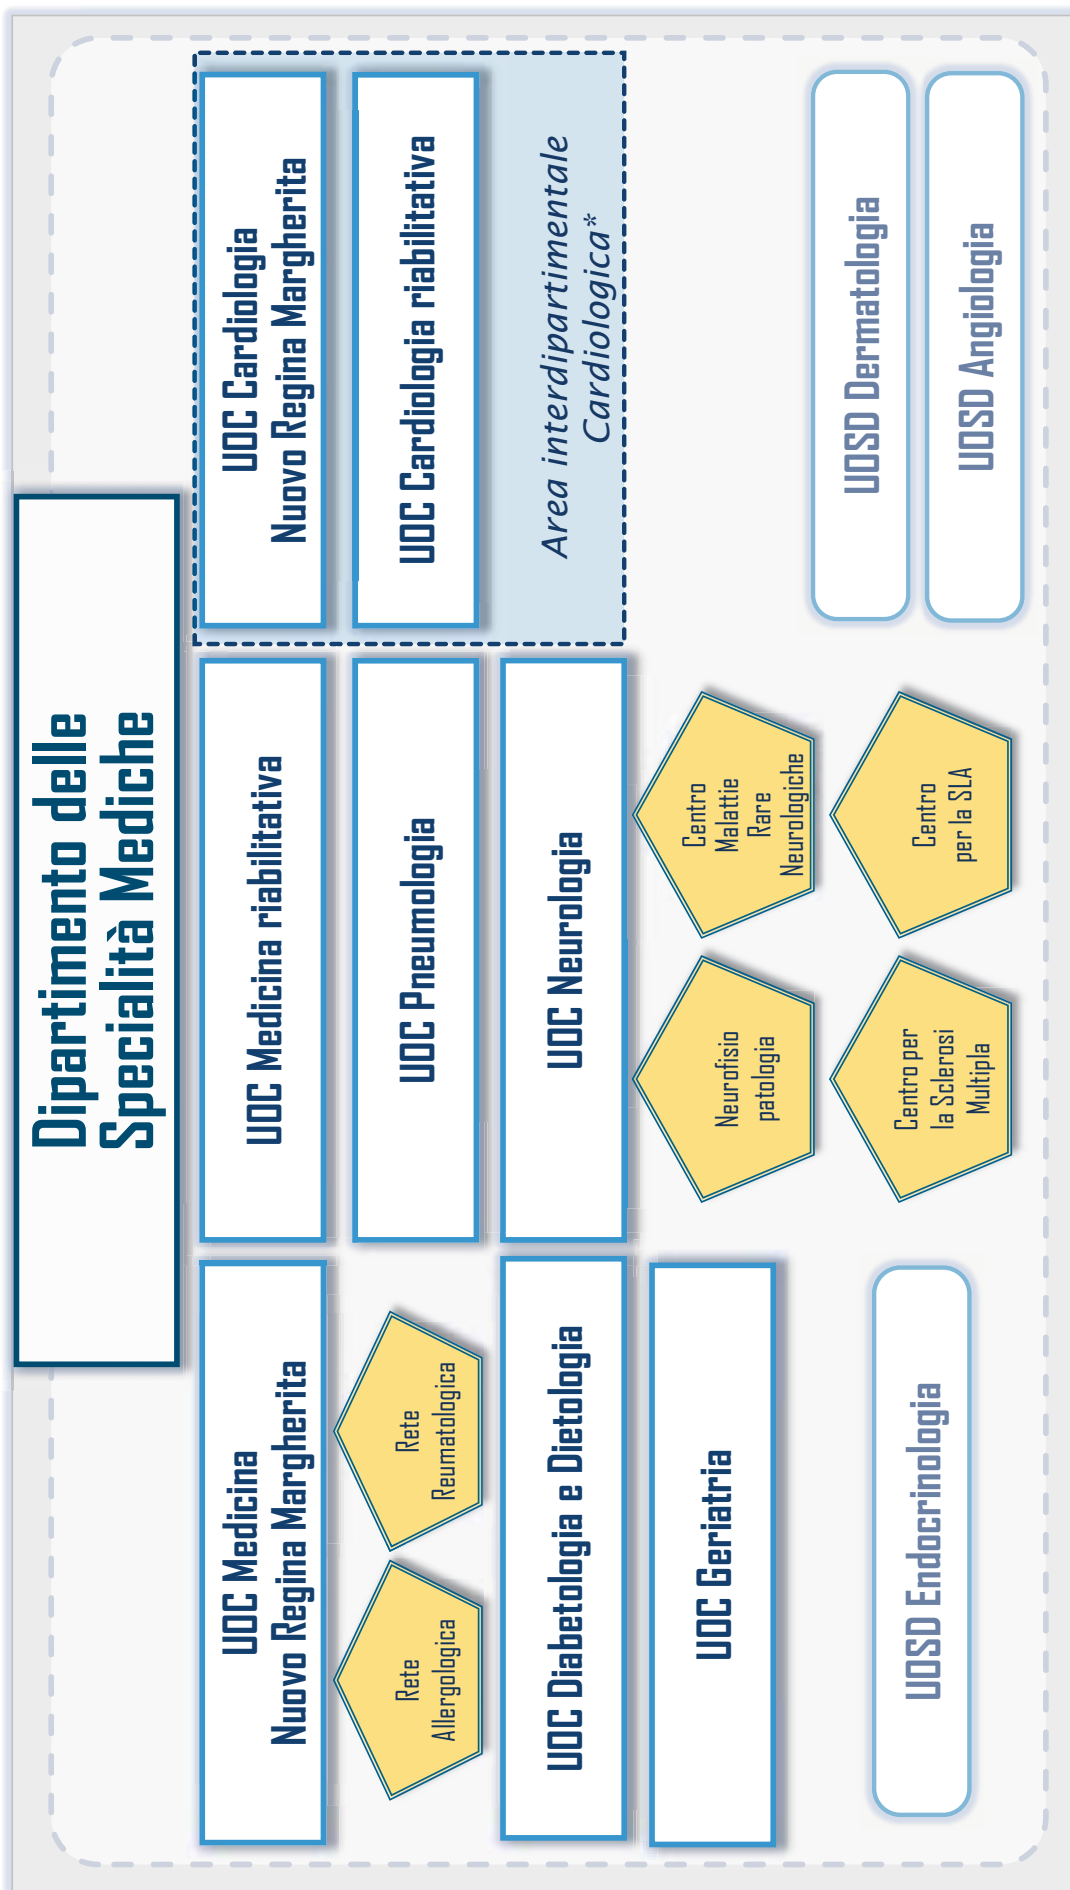 Dipartimento delle
Specialità Mediche
UOC Medicina
Nuovo Regina Margherita
Rete
Allergologica
Rete
Reumatologica
UOC Diabetologia e Dietologia
UOC Geriatria
UOSD Endocrinologia
UOC Medicina riabilitativa
UOC Pneumologia
UOC Neurologia
Neurofisio
patologia
Centro
Malattie
Rare
Neurologiche
Centro per
la Sclerosi
Multipla
Centro
per la SLA
UOC Cardiologia
Nuovo Regina Margherita
UOC Cardiologia riabilitativa
Area interdipartimentale
Cardiologica*
UOSD Dermatologia
UOSD Angiologia